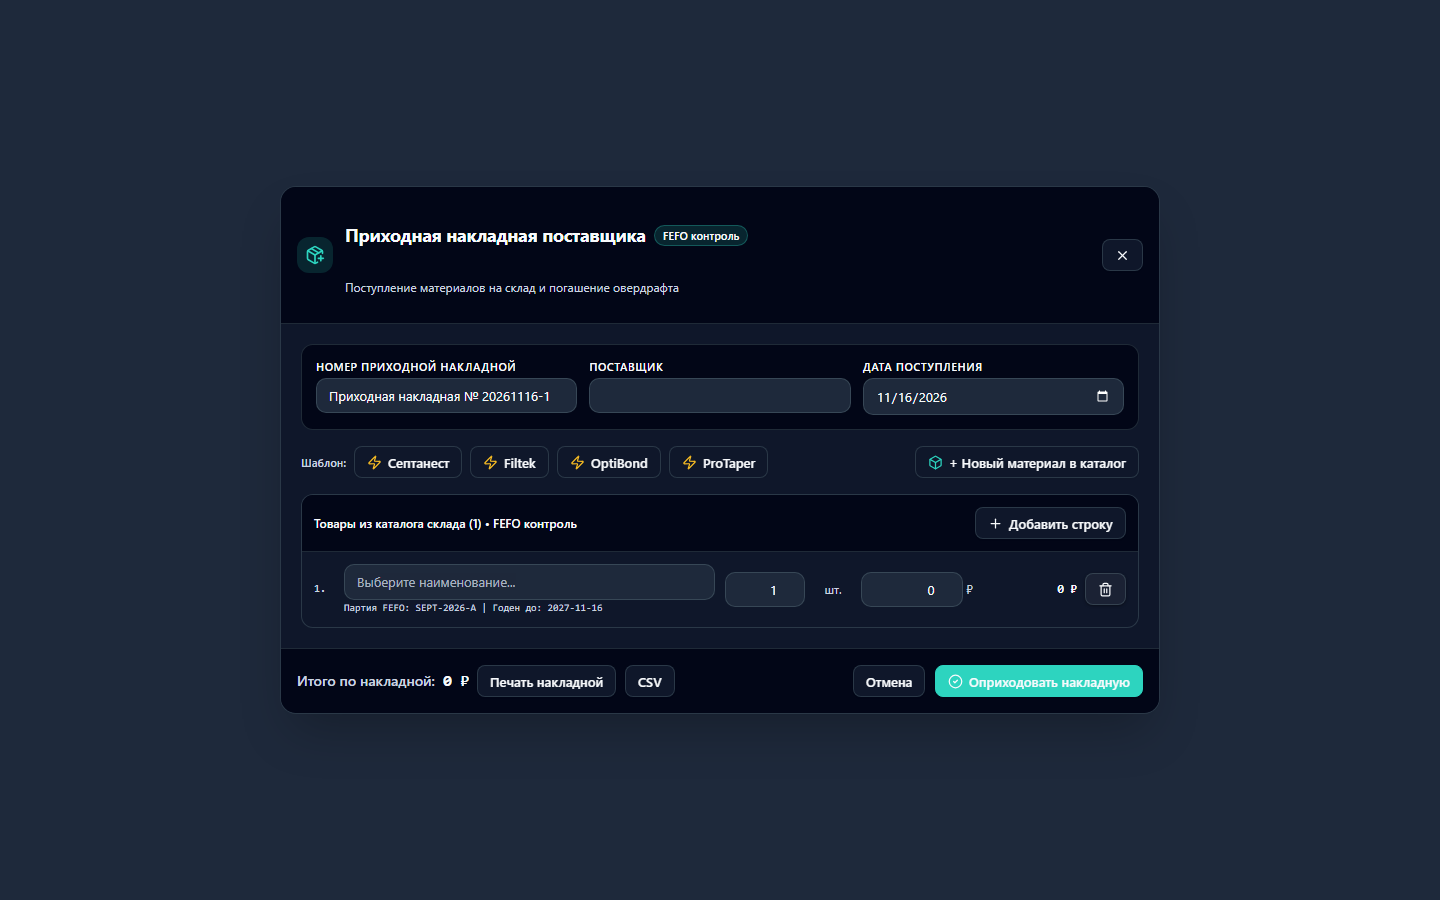 Приходная накладная поставщика FEFO контроль
Поступление материалов на склад и погашение овердрафта
НОМЕР ПРИХОДНОЙ НАКЛАДНОЙ ПОСТАВЩИК ДАТА ПОСТУПЛЕНИЯ
Приходная накладная № 20261116-1 11/16/2026
Шаблон: Септанест Filtek OptiBond ProTaper + Новый материал в каталог
Товары из каталога склада (1) • FEFO контроль Добавить строку
1. Выберите наименование... 1 шт. 0 ₽ 0 ₽
Партия FEFO: SEPT-2026-A | Годен до: 2027-11-16
Итого по накладной: 0 ₽ Печать накладной CSV Отмена Оприходовать накладную